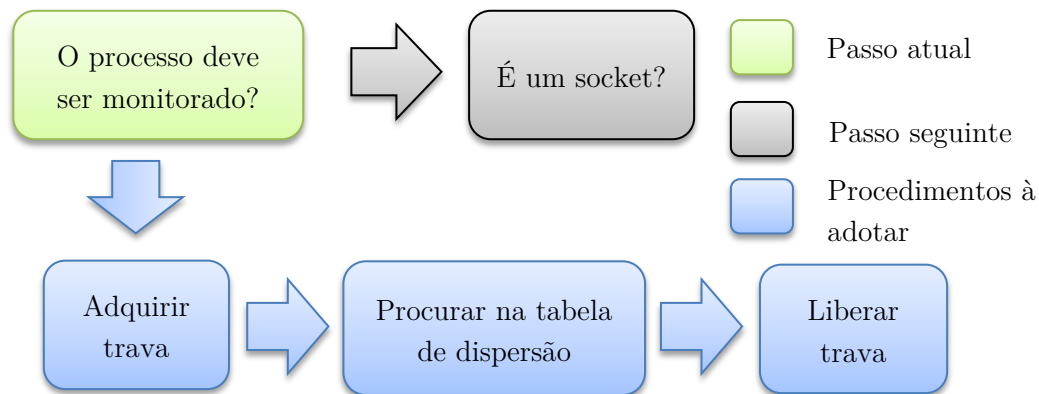 O processo deve
ser monitorado?
É um socket?
Passo atual
Passo seguinte
Procedimentos à
adotar
Adquirir
trava
Procurar na tabela
de dispersão
Liberar
trava